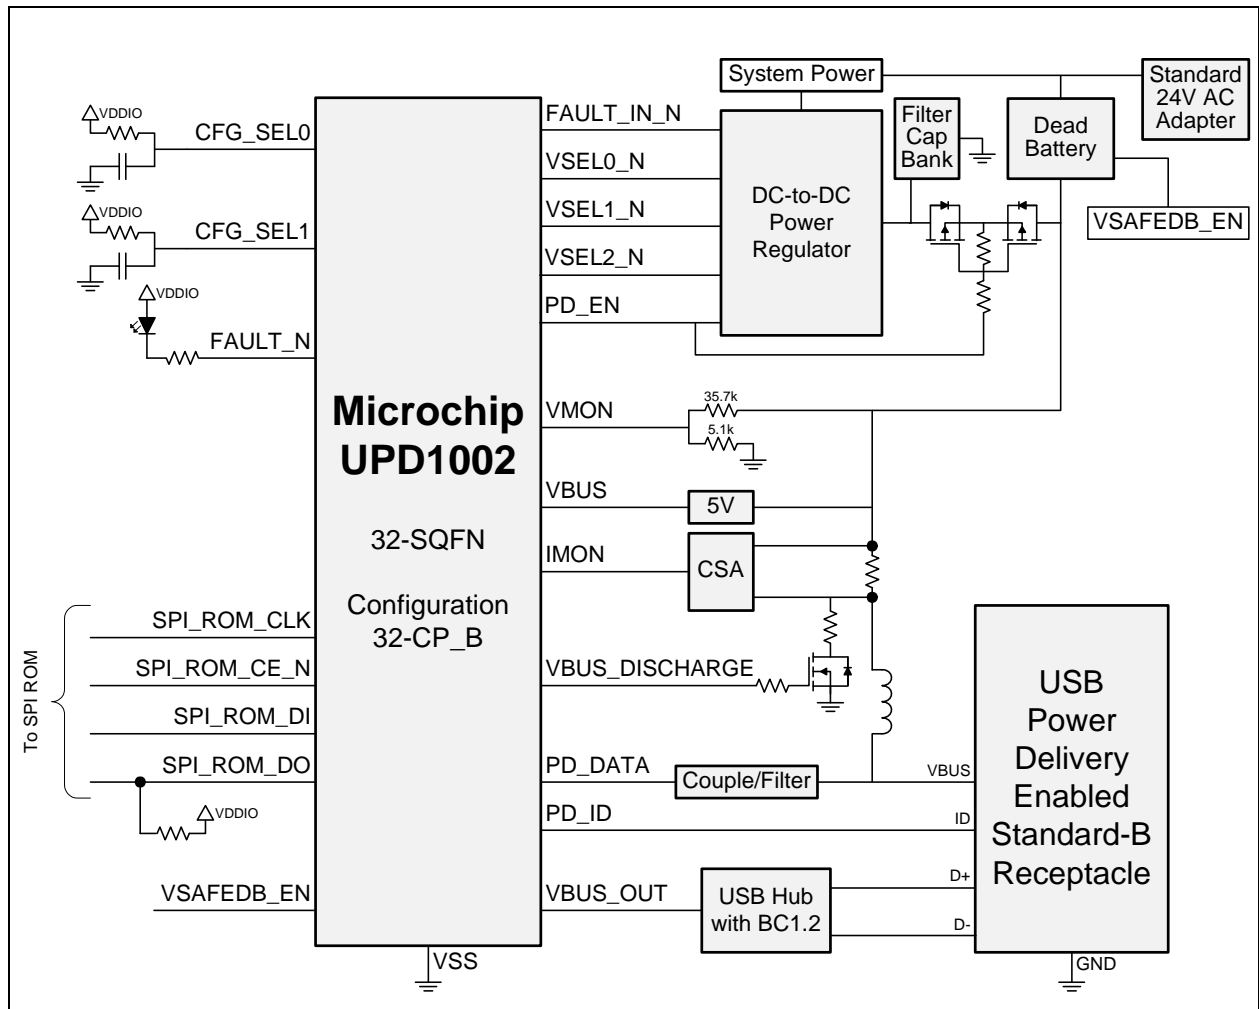 System Power
Standard
24V AC
Adapter
Filter
Cap
Bank
Dead
Battery
VSAFEDB_EN
DC-to-DC
Power
Regulator
VDDIO
CFG_SEL0
VDDIO
CFG_SEL1
VDDIO
FAULT_N
FAULT_IN_N
VSEL0_N
VSEL1_N
VSEL2_N
PD_EN
Microchip
UPD1002
32-SQFN
Configuration
32-CP_B
VMON
35.7k
5.1k
VBUS
5V
IMON
CSA
VBUS_DISCHARGE
To SPI ROM
SPI_ROM_CLK
SPI_ROM_CE_N
SPI_ROM_DI
SPI_ROM_DO
VDDIO
VSAFEDB_EN
PD_DATA
Couple/Filter
VBUS
PD_ID
ID
VBUS_OUT
USB Hub
with BC1.2
D+
D-
USB
Power
Delivery
Enabled
Standard-B
Receptacle
VSS
GND